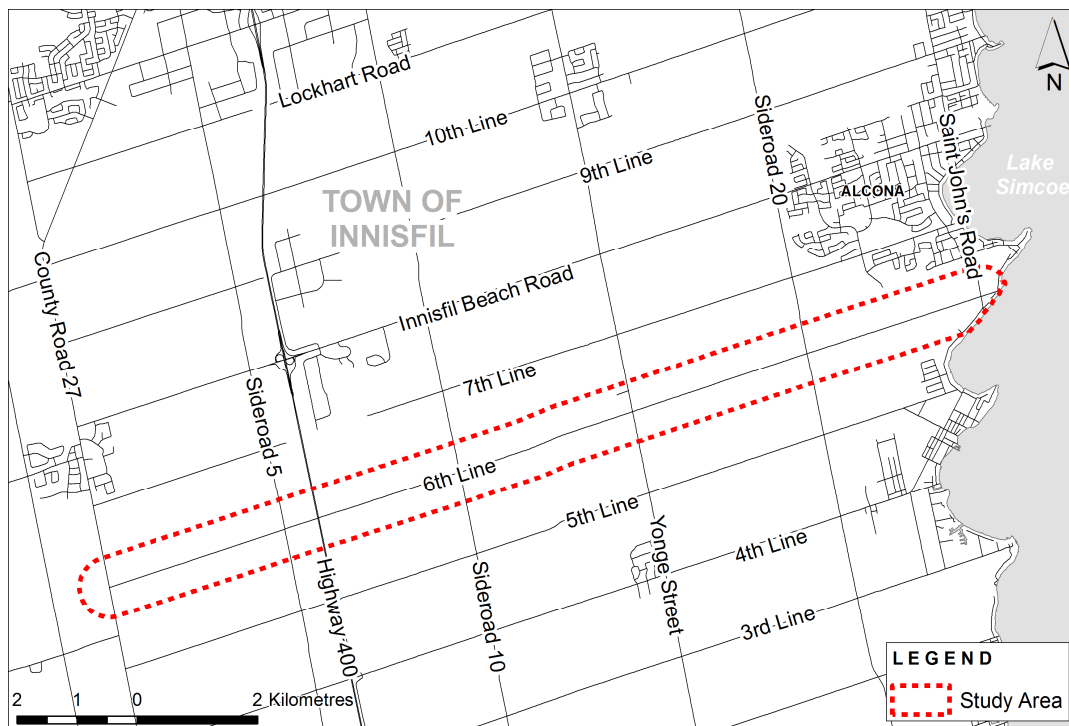 N
Lockhart Road
10th Line
9th Line
Sideroad 20
Saint John's Road
Lake
Simcoe
ALCONA
TOWN OF
INNISFIL
County Road 27
Innisfil Beach Road
7th Line
Sideroad 5
6th Line
5th Line
4th Line
3rd Line
Highway 400
Sideroad 10
Yonge Street
2 1 0 2 Kilometres
LEGEND
Study Area